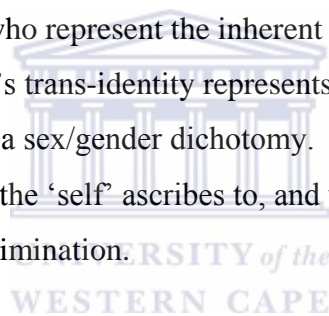 who represent the inherent
's trans-identity represents
a sex/gender dichotomy.
the ‘self’ ascribes to, and
imination.
UNIVERSITY of the
WESTERN CAPE